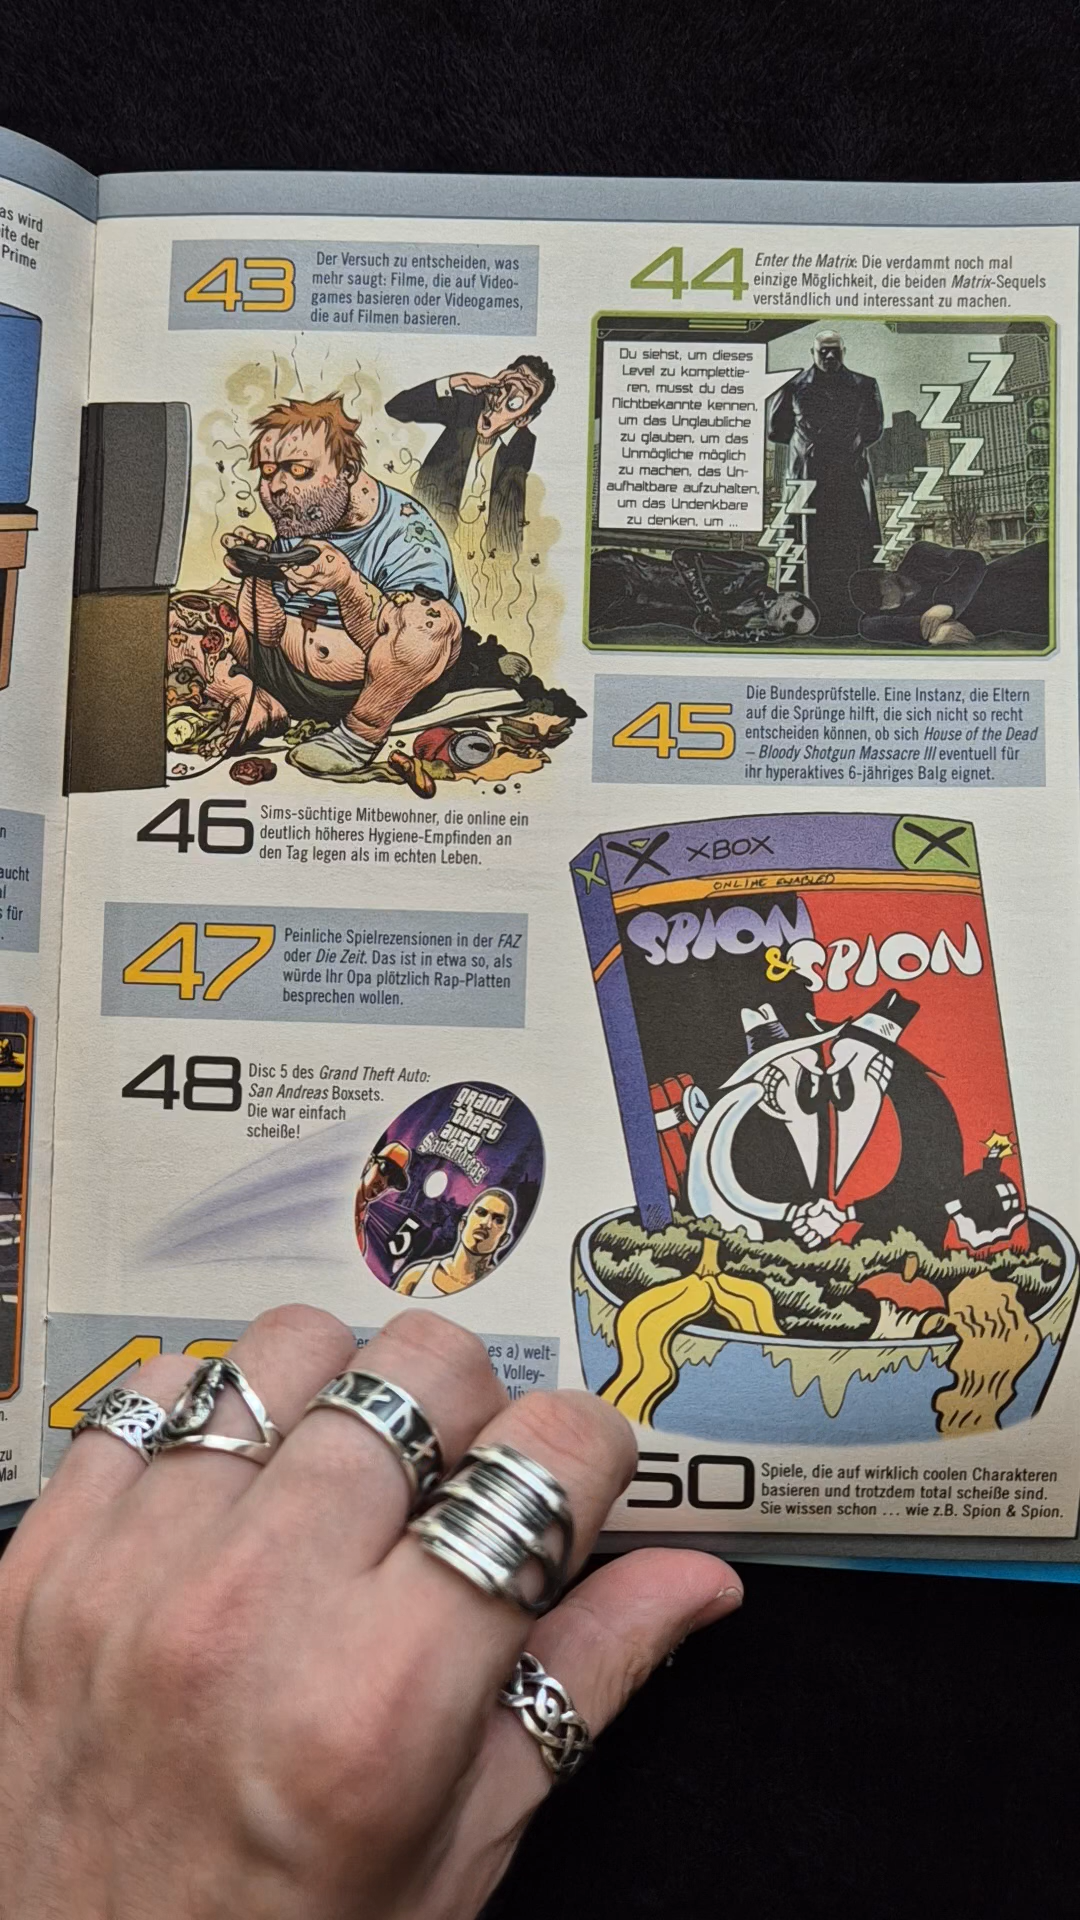 as wird
ite der
Prime
43
Der Versuch zu entscheiden, was
mehr saugt: Filme, die auf Video-
games basieren oder Videogames,
die auf Filmen basieren.
44
Enter the Matrix: Die verdammt noch mal
einzige Möglichkeit, die beiden Matrix-Sequels
verständlich und interessant zu machen.
Du siehst, um dieses
Level zu komplettie-
ren, musst du das
Nichtbekannte kennen,
um das Unglaubliche
zu glauben, um das
Unmögliche möglich
zu machen, das Un-
aufhaltbare aufzuhalten,
um das Undenkbare
zu denken, um ...
Z
Z
Z
Z
Z
Z
Z
Z
Z
Z
Z
Z
Z
Z
45
Die Bundesprüfstelle. Eine Instanz, die Eltern
auf die Sprünge hilft, die sich nicht so recht
entscheiden können, ob sich House of the Dead
– Bloody Shotgun Massacre III eventuell für
ihr hyperaktives 6-jähriges Balg eignet.
46
Sims-süchtige Mitbewohner, die online ein
deutlich höheres Hygiene-Empfinden an
den Tag legen als im echten Leben.
n
aucht
al
s für
47
Peinliche Spielrezensionen in der FAZ
oder Die Zeit. Das ist in etwa so, als
würde Ihr Opa plötzlich Rap-Platten
besprechen wollen.
48
Disc 5 des Grand Theft Auto:
San Andreas Boxsets.
Die war einfach
scheiße!
grand
theft
auto
San Andreas
5
XBOX
ONLINE ENABLED
SPION
& SPION
es a) welt-
Volley-
zu
Mal
50
Spiele, die auf wirklich coolen Charakteren
basieren und trotzdem total scheiße sind.
Sie wissen schon ... wie z.B. Spion & Spion.